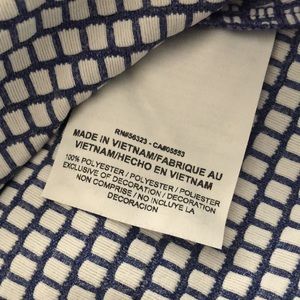 RN#56323 - CA#05553
MADE IN VIETNAM/FABRIQUE AU
VIETNAM/HECHO EN VIETNAM
100% POLYESTER / POLYESTER / POLIESTER
EXCLUSIVE OF DECORATION / DECORATION
NON COMPRISE / NO INCLUYE LA
DECORACION